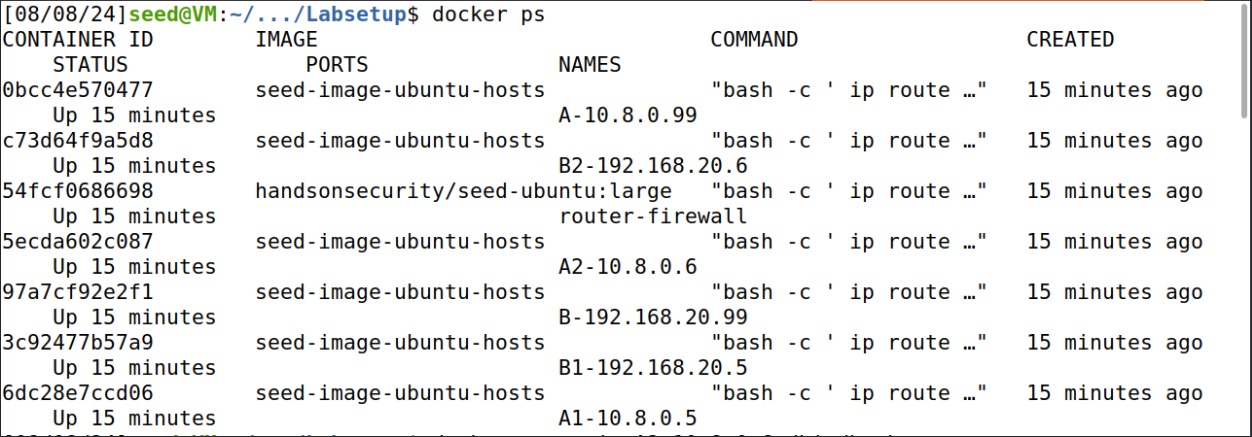 [08/08/24]seed@VM:~/.../Labsetup$ docker ps
CONTAINER ID        IMAGE                               COMMAND                  CREATED
    STATUS              PORTS               NAMES
0bcc4e570477        seed-image-ubuntu-hosts             "bash -c ' ip route …"   15 minutes ago
    Up 15 minutes                           A-10.8.0.99
c73d64f9a5d8        seed-image-ubuntu-hosts             "bash -c ' ip route …"   15 minutes ago
    Up 15 minutes                           B2-192.168.20.6
54fcf0686698        handsonsecurity/seed-ubuntu:large   "bash -c ' ip route …"   15 minutes ago
    Up 15 minutes                           router-firewall
5ecda602c087        seed-image-ubuntu-hosts             "bash -c ' ip route …"   15 minutes ago
    Up 15 minutes                           A2-10.8.0.6
97a7cf92e2f1        seed-image-ubuntu-hosts             "bash -c ' ip route …"   15 minutes ago
    Up 15 minutes                           B-192.168.20.99
3c92477b57a9        seed-image-ubuntu-hosts             "bash -c ' ip route …"   15 minutes ago
    Up 15 minutes                           B1-192.168.20.5
6dc28e7ccd06        seed-image-ubuntu-hosts             "bash -c ' ip route …"   15 minutes ago
    Up 15 minutes                           A1-10.8.0.5